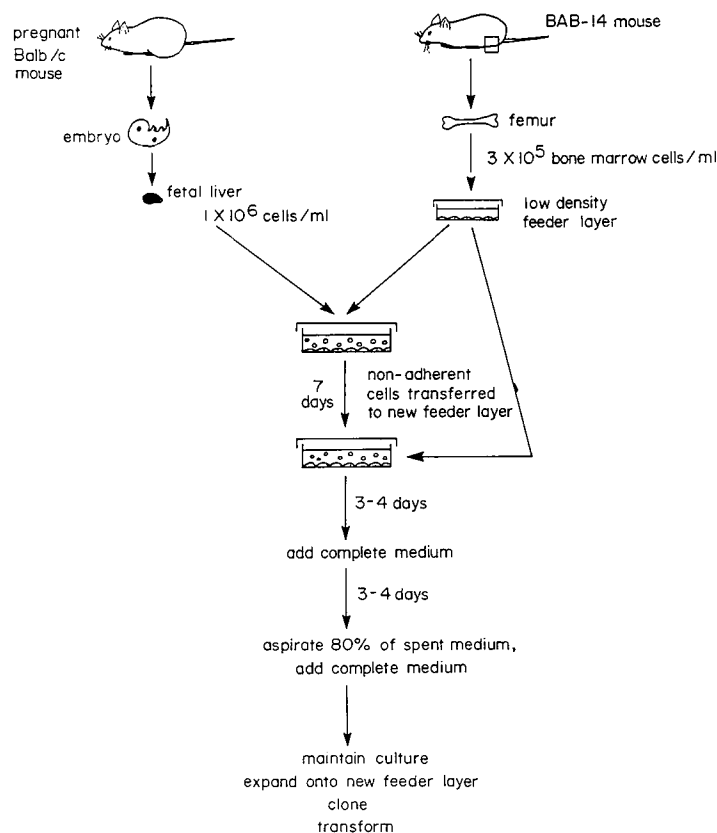 pregnant
Balb/c
mouse
BAB-14 mouse
embryo
femur
3 X 10⁵ bone marrow cells/ml
fetal liver
1 X 10⁶ cells/ml
low density
feeder layer
7
days
non-adherent
cells transferred
to new feeder layer
3-4 days
add complete medium
3-4 days
aspirate 80% of spent medium,
add complete medium
maintain culture
expand onto new feeder layer
clone
transform